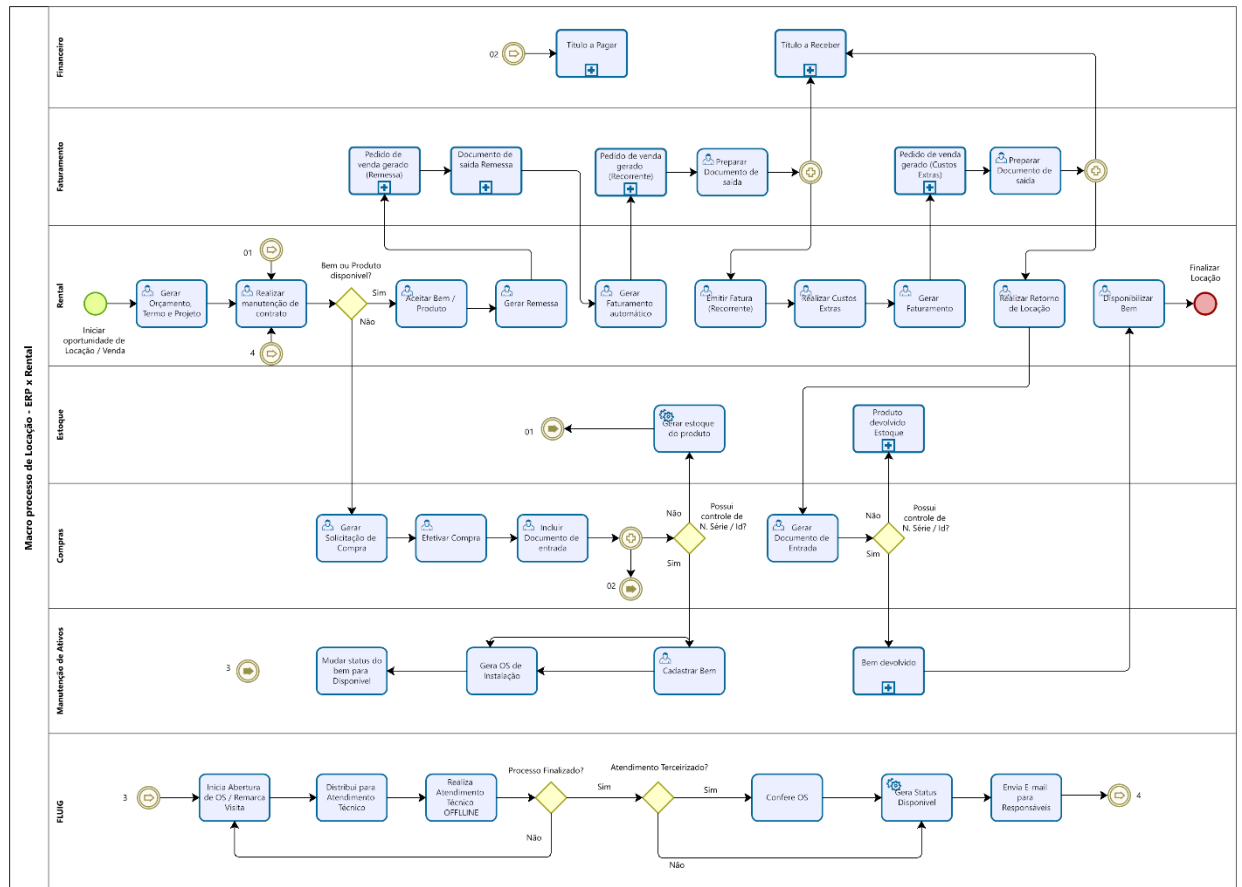 Macro processo de Locação - ERP x Rental
Financeiro
02
Titulo a Pagar
Titulo a Receber
Faturamento
Pedido de
venda gerado
(Remessa)
Documento de
saida Remessa
Pedido de venda
gerado
(Recorrente)
Preparar
Documento de
saida
Pedido de venda
gerado (Custos
Extras)
Preparar
Documento de
saida
Rental
Iniciar
oportunidade de
Locação / Venda
Gerar
Orçamento,
Termo e Projeto
01
Realizar
manutenção de
contrato
4
Bem ou Produto
disponivel?
Sim
Não
Aceitar Bem /
Produto
Gerar Remessa
Gerar
Faturamento
automático
Emitir Fatura
(Recorrente)
Realizar Custos
Extras
Gerar
Faturamento
Realizar Retorno
de Locação
Disponibilizar
Bem
Finalizar
Locação
Estoque
01
Gerar estoque
do produto
Produto
devolvido
Estoque
Compras
Gerar
Solicitação de
Compra
Efetivar Compra
Incluir
Documento de
entrada
02
Não
Possui
controle de
N. Série / Id?
Sim
Gerar
Documento de
Entrada
Não
Possui
controle de
N. Série / Id?
Sim
Manutenção de Ativos
3
Mudar status do
bem para
Disponivel
Gera OS de
Instalação
Cadastrar Bem
Bem devolvido
FLUIG
3
Inicia Abertura
de OS / Remarca
Visita
Distribui para
Atendimento
Técnico
Realiza
Atendimento
Técnico
OFFLLINE
Processo Finalizado?
Sim
Não
Atendimento Terceirizado?
Sim
Não
Confere OS
Gera Status
Disponivel
Envia E-mail
para
Responsáveis
4